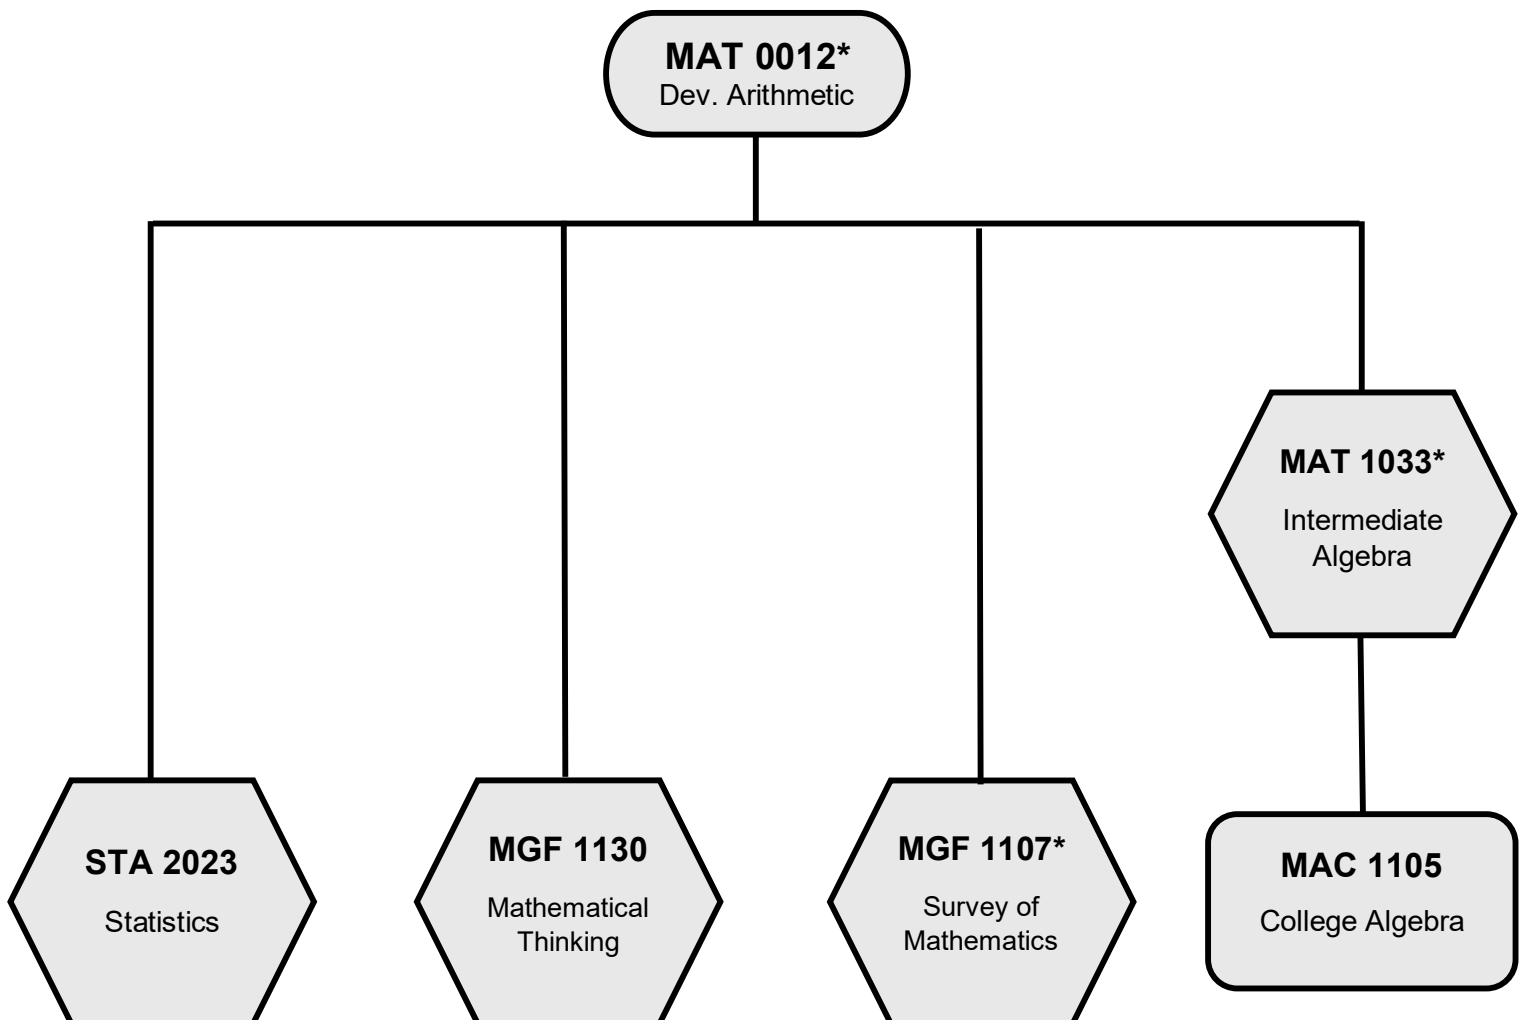 MAT 0012*
Dev. Arithmetic
MAT 1033*
Intermediate
Algebra
STA 2023
Statistics
MGF 1130
Mathematical
Thinking
MGF 1107*
Survey of
Mathematics
MAC 1105
College Algebra